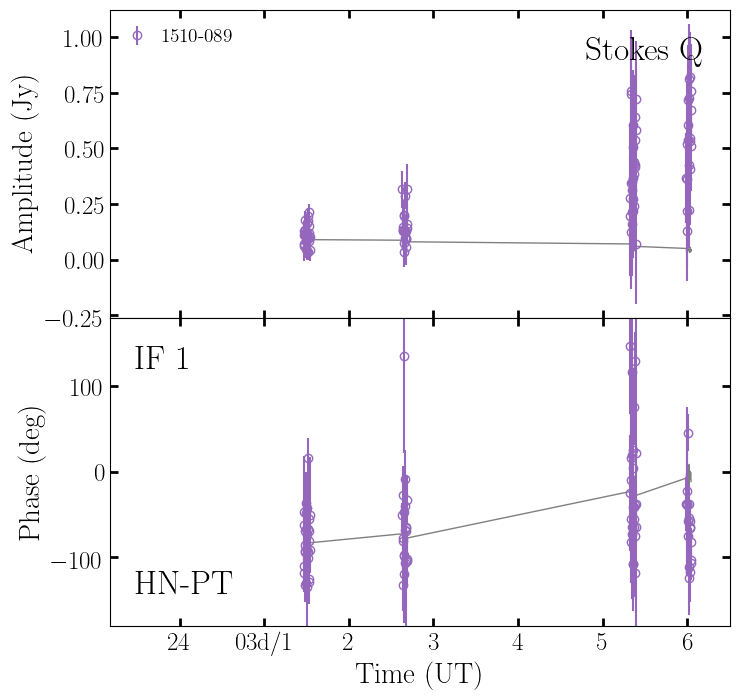 1.00
0.75
0.50
0.25
0.00
−0.25
Amplitude (Jy)
1510-089
Stokes Q
IF 1
HN-PT
100
0
−100
Phase (deg)
24
03d/1
2
3
4
5
6
Time (UT)